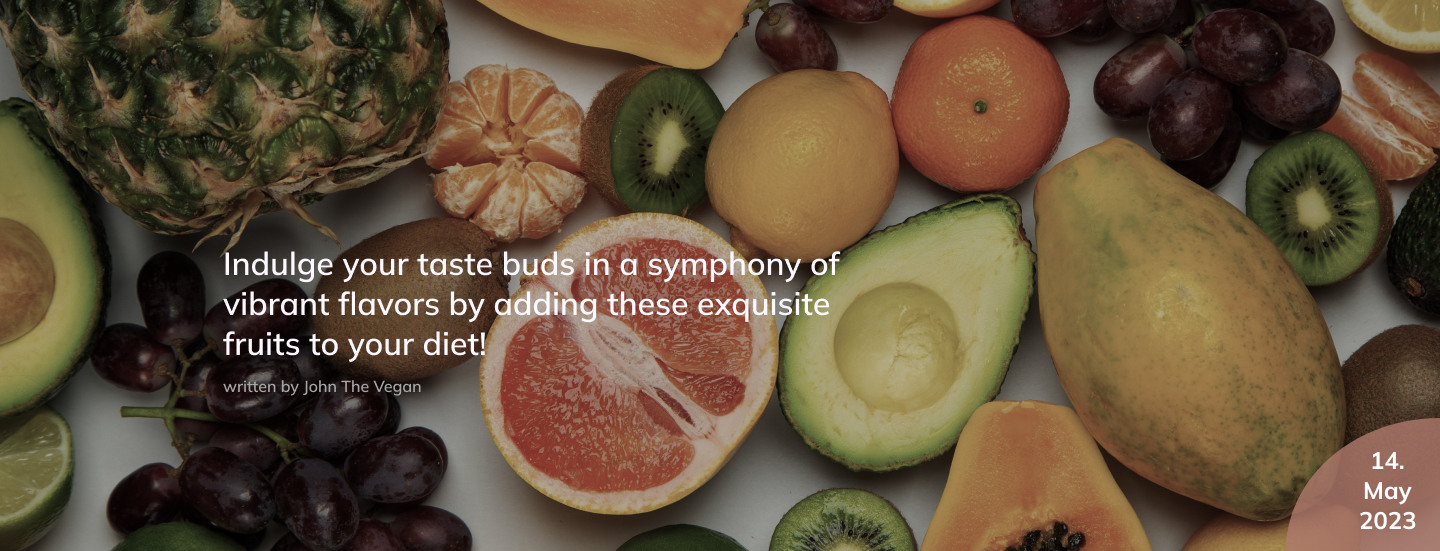 Indulge your taste buds in a symphony of
vibrant flavors by adding these exquisite
fruits to your diet!
written by John The Vegan
14.
May
2023